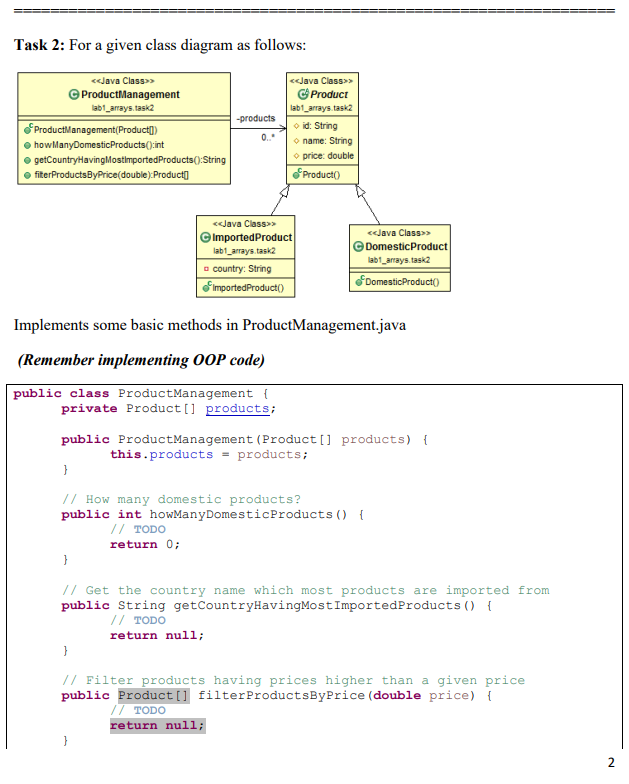 ================================================================
Task 2: For a given class diagram as follows:
<<Java Class>>
ProductManagement
lab1_arrays.task2
ProductManagement(Product[])
howManyDomesticProducts():int
getCountryHavingMostImportedProducts():String
filterProductsByPrice(double):Product[]
-products
0..*
<<Java Class>>
Product
lab1_arrays.task2
id: String
name: String
price: double
Product()
<<Java Class>>
ImportedProduct
lab1_arrays.task2
country: String
ImportedProduct()
<<Java Class>>
DomesticProduct
lab1_arrays.task2
DomesticProduct()
Implements some basic methods in ProductManagement.java
(Remember implementing OOP code)
public class ProductManagement {
private Product[] products;
public ProductManagement(Product[] products) {
this.products = products;
}
// How many domestic products?
public int howManyDomesticProducts() {
// TODO
return 0;
}
// Get the country name which most products are imported from
public String getCountryHavingMostImportedProducts() {
// TODO
return null;
}
// Filter products having prices higher than a given price
public Product[] filterProductsByPrice(double price) {
// TODO
return null;
}
2